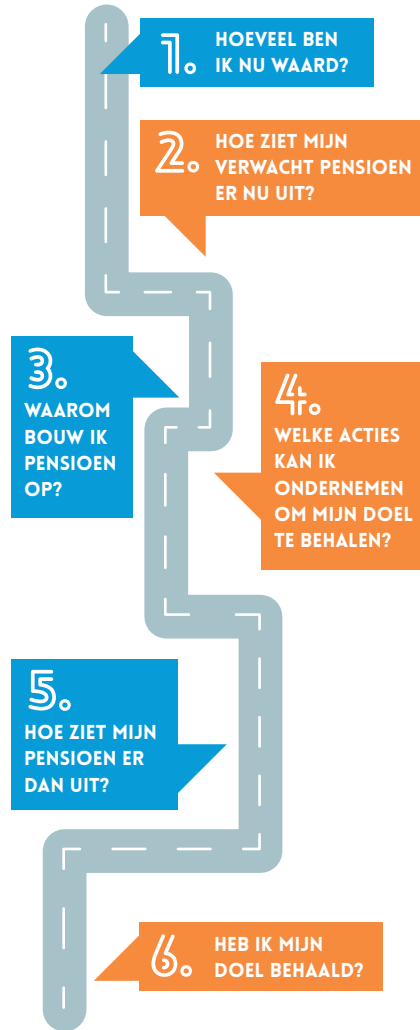 1. HOEVEEL BEN
IK NU WAARD?
2. HOE ZIET MIJN
VERWACHT PENSIOEN
ER NU UIT?
3.
WAAROM
BOUW IK
PENSIOEN
OP?
4.
WELKE ACTIES
KAN IK
ONDERNEMEN
OM MIJN DOEL
TE BEHALEN?
5.
HOE ZIET MIJN
PENSIOEN ER
DAN UIT?
6. HEB IK MIJN
DOEL BEHAALD?